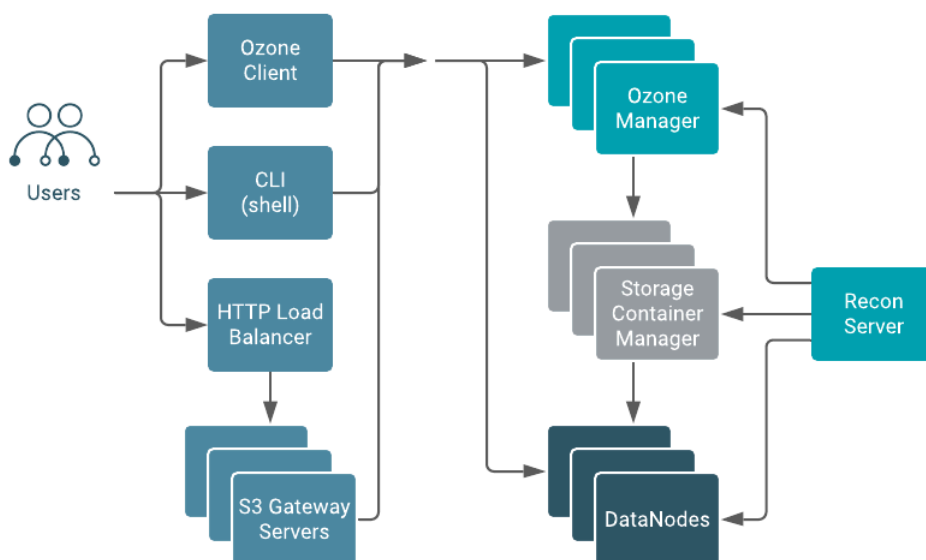 Ozone
Client
Users
CLI
(shell)
HTTP Load
Balancer
S3 Gateway
Servers
Ozone
Manager
Storage
Container
Manager
DataNodes
Recon
Server